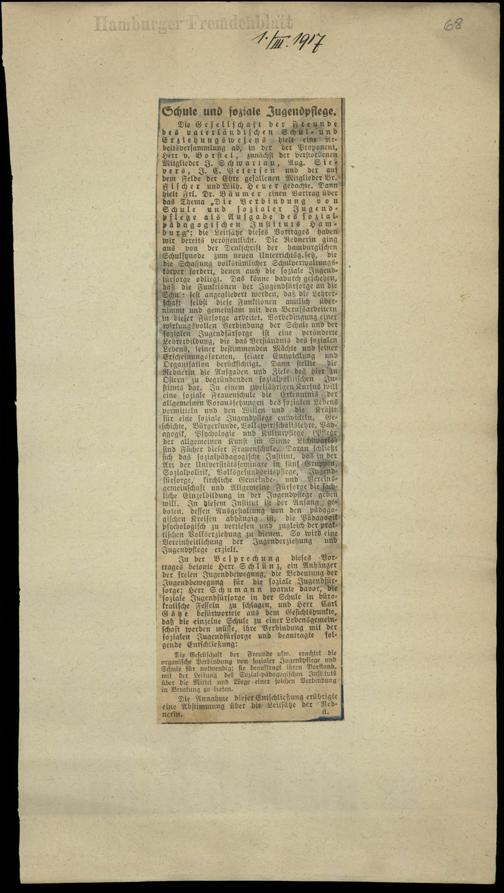 Hamburger Fremdenblatt
68
1./III. 1917
Schule und soziale Jugendpflege.
Die Gesellschaft der Freunde
des vaterländischen Schul- und
Erziehungswesens hielt eine Ar-
beitsversammlung ab, in der der Proponent,
Herr v. Borstel, zunächst der verstorbenen
Mitglieder J. Schwartau, Aug. Sie-
vers, J. C. Petersen und der auf
dem Felde der Ehre gefallenen Mitglieder Br.
Fischer und Wilh. Heuer gedachte. Dann
hielt Frl. Dr. Bäumer einen Vortrag über
das Thema „Die Verbindung von
Schule und sozialer Jugend-
pflege als Aufgabe des sozial-
pädagogischen Instituts Ham-
burg"; die Leitsätze dieses Vortrages haben
wir bereits veröffentlicht. Die Rednerin ging
aus von der Denkschrift der hamburgischen
Schulsynode zum neuen Unterrichtsgesetz, die
die Schaffung volkstümlicher Schulverwaltungs-
körper fordert, denen auch die soziale Jugend-
fürsorge obliegt. Das könne dadurch geschehen,
daß die Funktionen der Jugendfürsorge an die
Schule fest angegliedert werden, daß die Lehrer-
schaft selbst diese Funktionen amtlich über-
nimmt und gemeinsam mit den Berufsarbeitern
in dieser Fürsorge arbeitet. Vorbedingung einer
wirkungsvollen Verbindung der Schule und der
sozialen Jugendfürsorge ist eine veränderte
Lehrerbildung, die das Verständnis des sozialen
Lebens, seiner bestimmenden Mächte und seiner
Erscheinungsformen, seiner Entwicklung und
Organisation berücksichtigt. Dann stellte die
Rednerin die Aufgaben und Ziele des hier zu
Ostern zu begründenden sozialpolitischen In-
stituts dar. In einem zweijährigen Kursus will
eine soziale Frauenschule die Erkenntnis der
allgemeinen Voraussetzungen des sozialen Lebens
vermitteln und den Willen und die Kräfte
für eine soziale Jugendpflege entwickeln. Ge-
schichte, Bürgerkunde, Volkswirtschaftslehre, Päd-
agogik, Psychologie und Kulturpflege (Pflege
der allgemeinen Kunst im Sinne Lichtwarks)
sind Fächer dieser Frauenschule. Daran schließt
sich das sozialpädagogische Institut, das in der
Art der Universitätsseminare in fünf Gruppen,
Sozialpolitik, Volksgesundheitspflege, Jugend-
fürsorge, kirchliche Gemeinde- und Vereins-
gemeinschaft und Allgemeine Fürsorge die fach-
liche Einzelbildung in der Jugendpflege geben
will. In diesem Institut ist der Anfang ge-
boten, dessen Ausgestaltung von den pädago-
gischen Kreisen abhängig ist, die Pädagogik
psychologisch zu vertiefen und zugleich der prak-
tischen Volkserziehung zu dienen. So wird eine
Vereinheitlichung der Jugenderziehung und
Jugendpflege erzielt.
In der Besprechung dieses Vor-
trages betonte Herr Schlünz, ein Anhänger
der freien Jugendbewegung, die Bedeutung der
Jugendbewegung für die soziale Jugendfür-
sorge; Herr Schumann warnte davor, die
soziale Jugendfürsorge in der Schule in büro-
kratische Fesseln zu schlagen, und Herr Carl
Götze befürwortete aus dem Gesichtspunkte,
daß die einzelne Schule zu einer Lebensgemein-
schaft werden müsse, ihre Verbindung mit der
sozialen Jugendfürsorge und beantragte fol-
gende Entschließung:
Die Gesellschaft der Freunde usw. erachtet die
organische Verbindung von sozialer Jugendpflege und
Schule für notwendig; sie beauftragt ihren Vorstand,
mit der Leitung des Sozial-pädagogischen Instituts
über die Mittel und Wege einer solchen Verbindung
in Beratung zu treten.
Die Annahme dieser Entschließung erübrigte
eine Abstimmung über die Leitsätze der Red-
nerin.